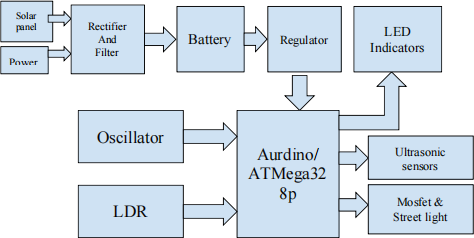 Solar
panel
Power
Rectifier
And
Filter
Battery
Regulator
LED
Indicators
Oscillator
LDR
Aurdino/
ATMega32
8p
Ultrasonic
sensors
Mosfet &
Street light